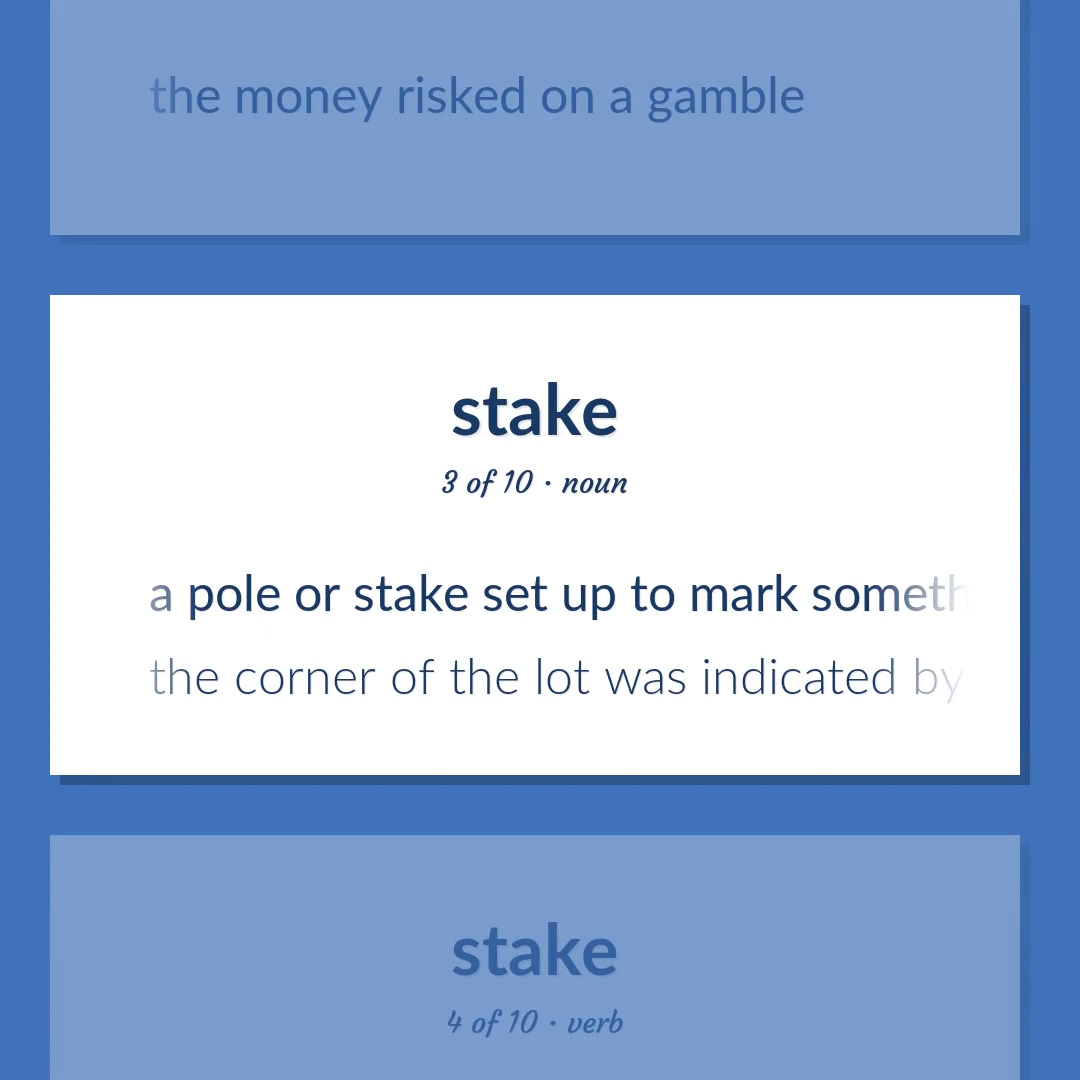 the money risked on a gamble
stake
3 of 10 · noun
a pole or stake set up to mark someth
the corner of the lot was indicated by
stake
4 of 10 · verb